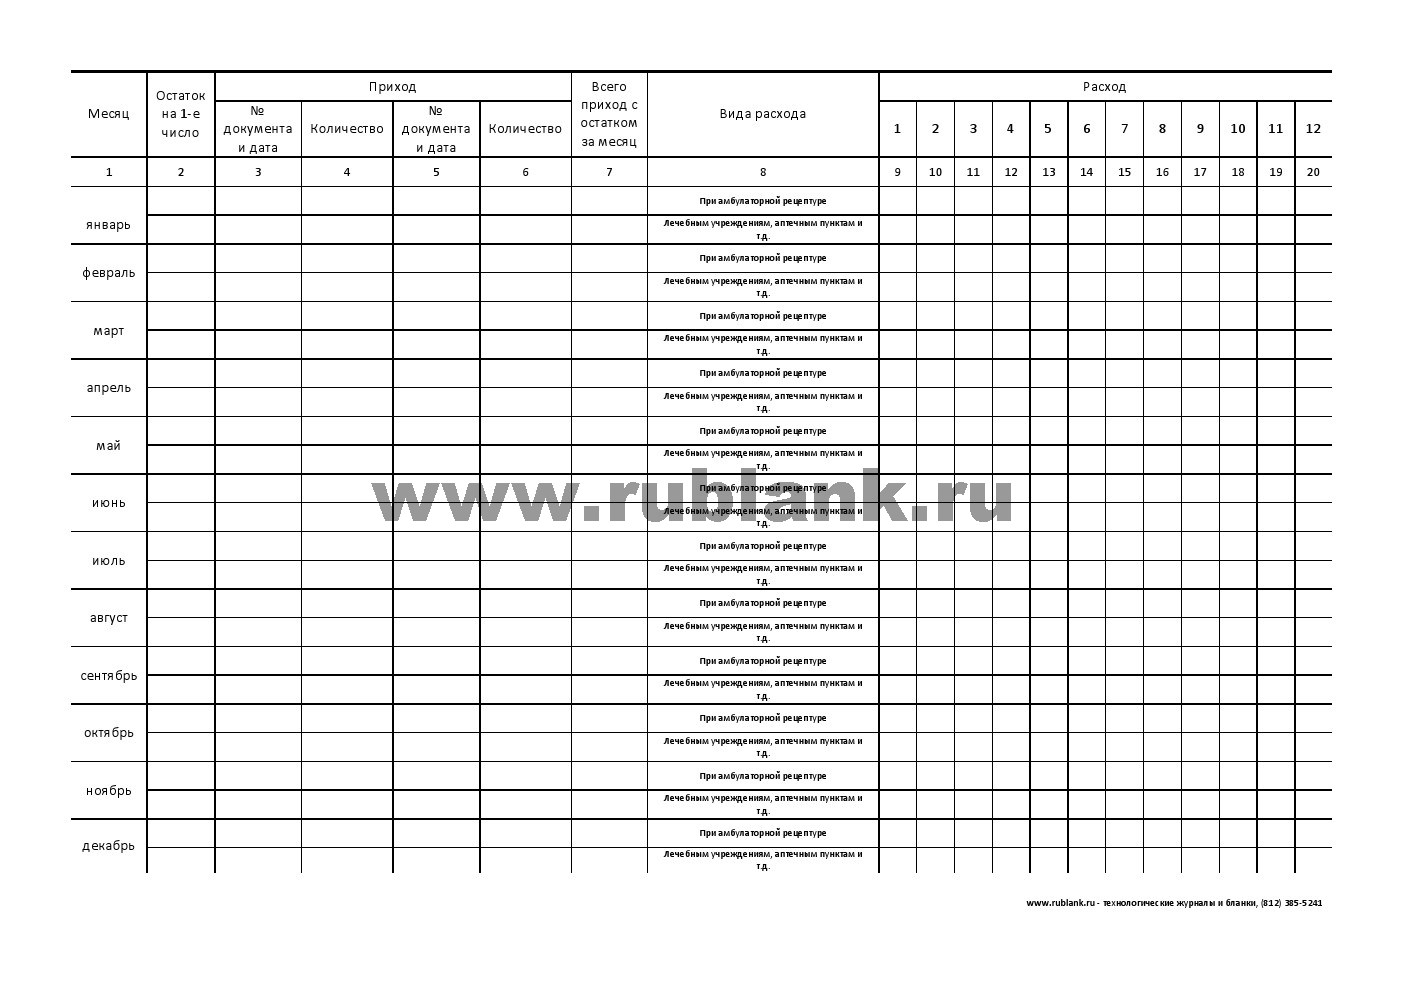 Месяц
Остаток
на 1-е
число
Приход
№
документа
и дата
Количество
№
документа
и дата
Количество
Всего
приход с
остатком
за месяц
Вида расхода
Расход
1 2 3 4 5 6 7 8 9 10 11 12
1 2 3 4 5 6 7 8 9 10 11 12 13 14 15 16 17 18 19 20
январь
При амбулаторной рецептуре
Лечебным учреждениям, аптечным пунктам и
т.д.
февраль
При амбулаторной рецептуре
Лечебным учреждениям, аптечным пунктам и
т.д.
март
При амбулаторной рецептуре
Лечебным учреждениям, аптечным пунктам и
т.д.
апрель
При амбулаторной рецептуре
Лечебным учреждениям, аптечным пунктам и
т.д.
май
При амбулаторной рецептуре
Лечебным учреждениям, аптечным пунктам и
т.д.
www.rublank.ru
июнь
При амбулаторной рецептуре
Лечебным учреждениям, аптечным пунктам и
т.д.
июль
При амбулаторной рецептуре
Лечебным учреждениям, аптечным пунктам и
т.д.
август
При амбулаторной рецептуре
Лечебным учреждениям, аптечным пунктам и
т.д.
сентябрь
При амбулаторной рецептуре
Лечебным учреждениям, аптечным пунктам и
т.д.
октябрь
При амбулаторной рецептуре
Лечебным учреждениям, аптечным пунктам и
т.д.
ноябрь
При амбулаторной рецептуре
Лечебным учреждениям, аптечным пунктам и
т.д.
декабрь
При амбулаторной рецептуре
Лечебным учреждениям, аптечным пунктам и
т.д.
www.rublank.ru - технологические журналы и бланки, (812) 385-5241